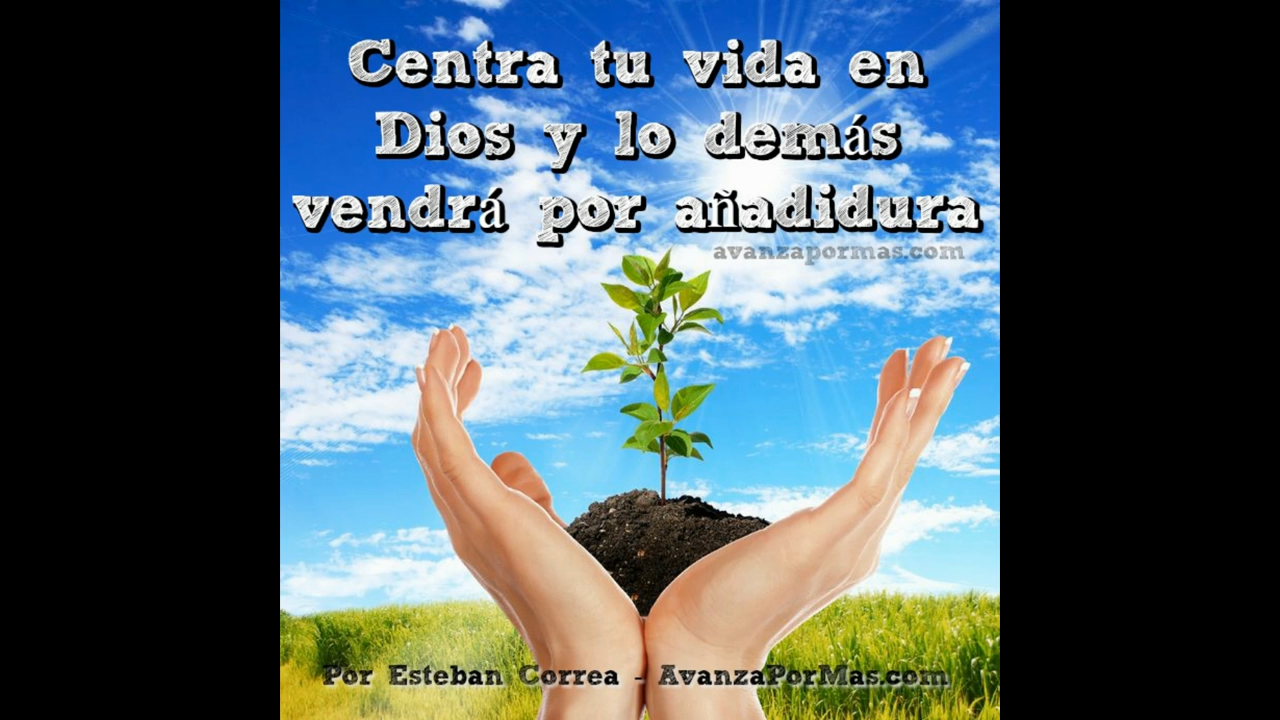 Centra tu vida en
Dios y lo demás
vendrá por añadidura
avanzapormas.com
Por Esteban Correa - AvanzaPorMas.com